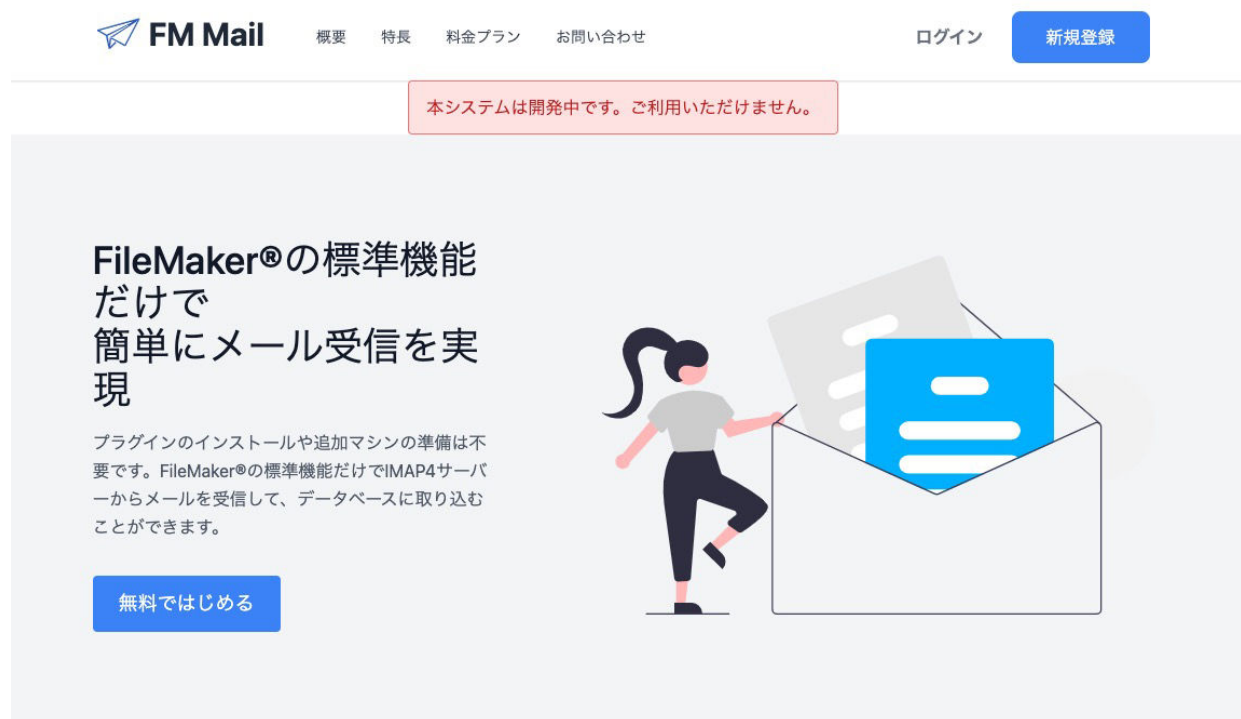 FM Mail
概要
特長
料金プラン
お問い合わせ
ログイン
新規登録
本システムは開発中です。ご利用いただけません。
FileMaker®の標準機能
だけで
簡単にメール受信を実
現
プラグインのインストールや追加マシンの準備は不
要です。FileMaker®の標準機能だけでIMAP4サーバ
ーからメールを受信して、データベースに取り込む
ことができます。
無料ではじめる